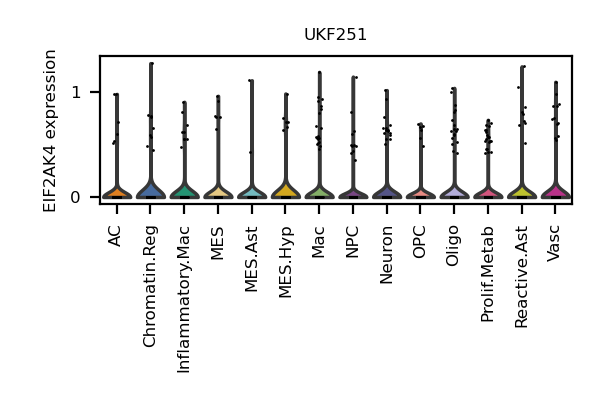 UKF251
EIF2AK4 expression
1
0
AC
Chromatin.Reg
Inflammatory.Mac
MES
MES.Ast
MES.Hyp
Mac
NPC
Neuron
OPC
Oligo
Prolif.Metab
Reactive.Ast
Vasc